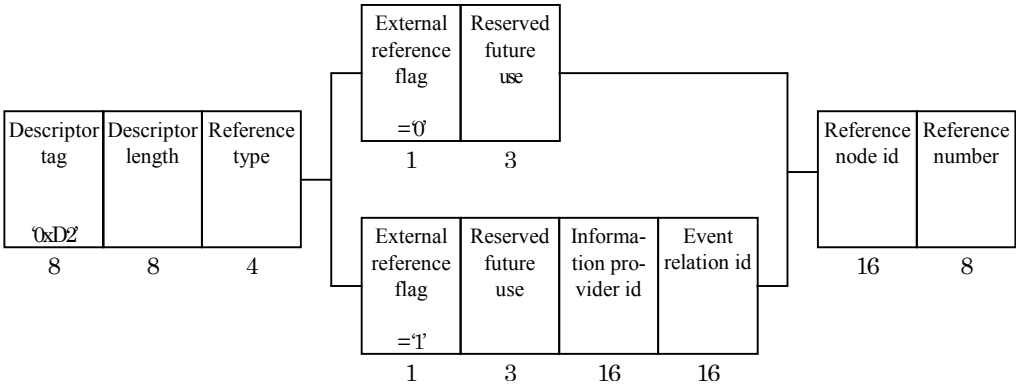 Descriptor
tag
‘0xD2’
8
Descriptor
length
8
Reference
type
4
External
reference
flag
=‘0’
1
Reserved
future
use
3
External
reference
flag
=‘1’
1
Reserved
future
use
3
Informa-
tion pro-
vider id
16
Event
relation id
16
Reference
node id
16
Reference
number
8